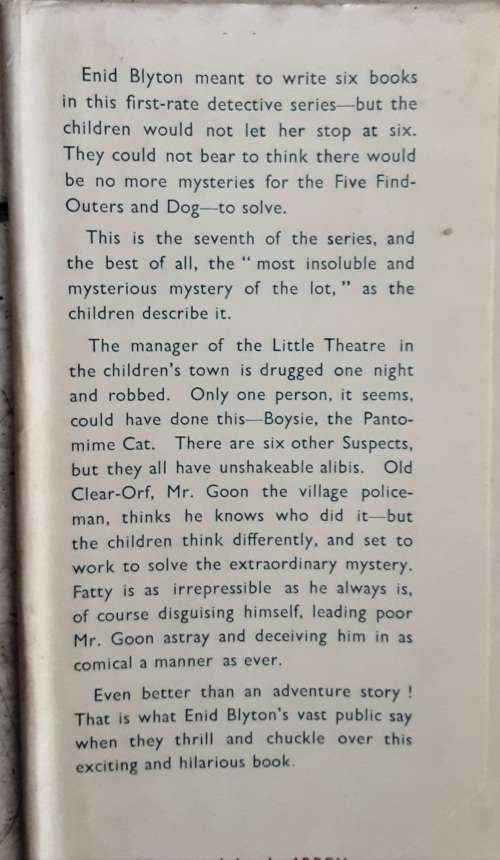 Enid Blyton meant to write six books
in this first-rate detective series—but the
children would not let her stop at six.
They could not bear to think there would
be no more mysteries for the Five Find-
Outers and Dog—to solve.
This is the seventh of the series, and
the best of all, the “ most insoluble and
mysterious mystery of the lot, ” as the
children describe it.
The manager of the Little Theatre in
the children's town is drugged one night
and robbed. Only one person, it seems,
could have done this—Boysie, the Panto-
mime Cat. There are six other Suspects,
but they all have unshakeable alibis. Old
Clear-Orf, Mr. Goon the village police-
man, thinks he knows who did it—but
the children think differently, and set to
work to solve the extraordinary mystery.
Fatty is as irrepressible as he always is,
of course disguising himself, leading poor
Mr. Goon astray and deceiving him in as
comical a manner as ever.
Even better than an adventure story !
That is what Enid Blyton's vast public say
when they thrill and chuckle over this
exciting and hilarious book.